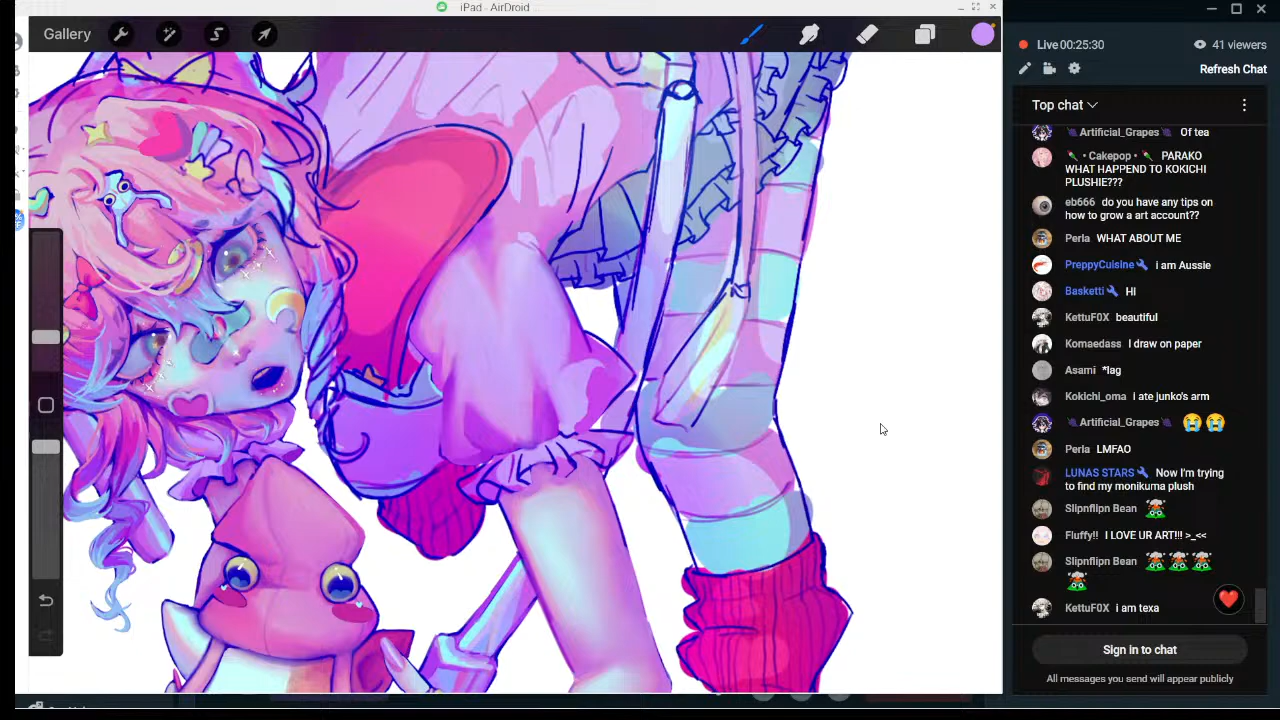 iPad - AirDroid
Gallery
Live 00:25:30
41 viewers
Refresh Chat
Top chat
Artificial_Grapes Of tea
• Cakepop • PARAKO
WHAT HAPPEND TO KOKICHI
PLUSHIE???
eb666 do you have any tips on
how to grow a art account??
Perla WHAT ABOUT ME
PreppyCuisine i am Aussie
Basketti Hi
KettuF0X beautiful
Komaedass I draw on paper
Asami *lag
Kokichi_oma i ate junko's arm
Artificial_Grapes 😭😭
Perla LMFAO
LUNAS STARS Now I'm trying
to find my monikuma plush
Slipnflipn Bean
Fluffy!! I LOVE UR ART!!! >_<<
Slipnflipn Bean
KettuF0X i am texa
Sign in to chat
All messages you send will appear publicly